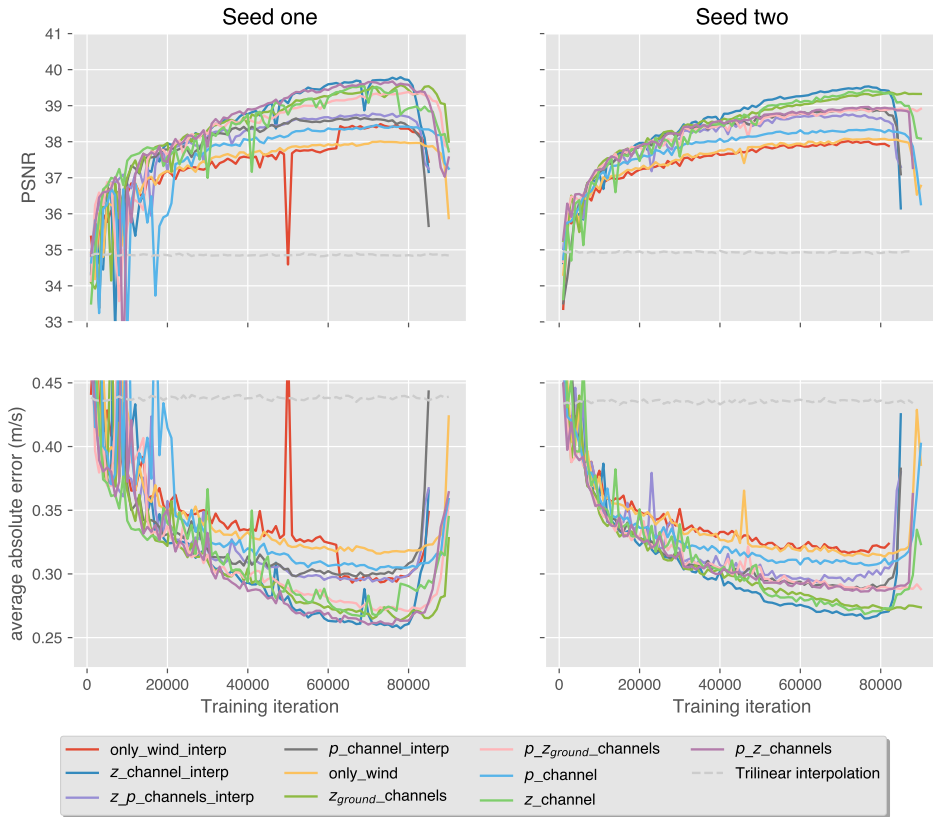 Seed one
Seed two
41
40
39
38
37
36
35
34
33
PSNR
0.45
0.40
0.35
0.30
0.25
average absolute error (m/s)
0 20000 40000 60000 80000
0 20000 40000 60000 80000
Training iteration
Training iteration
only_wind_interp
z_channel_interp
z_p_channels_interp
p_channel_interp
only_wind
z_ground_channels
p_z_ground_channels
p_channel
z_channel
p_z_channels
Trilinear interpolation